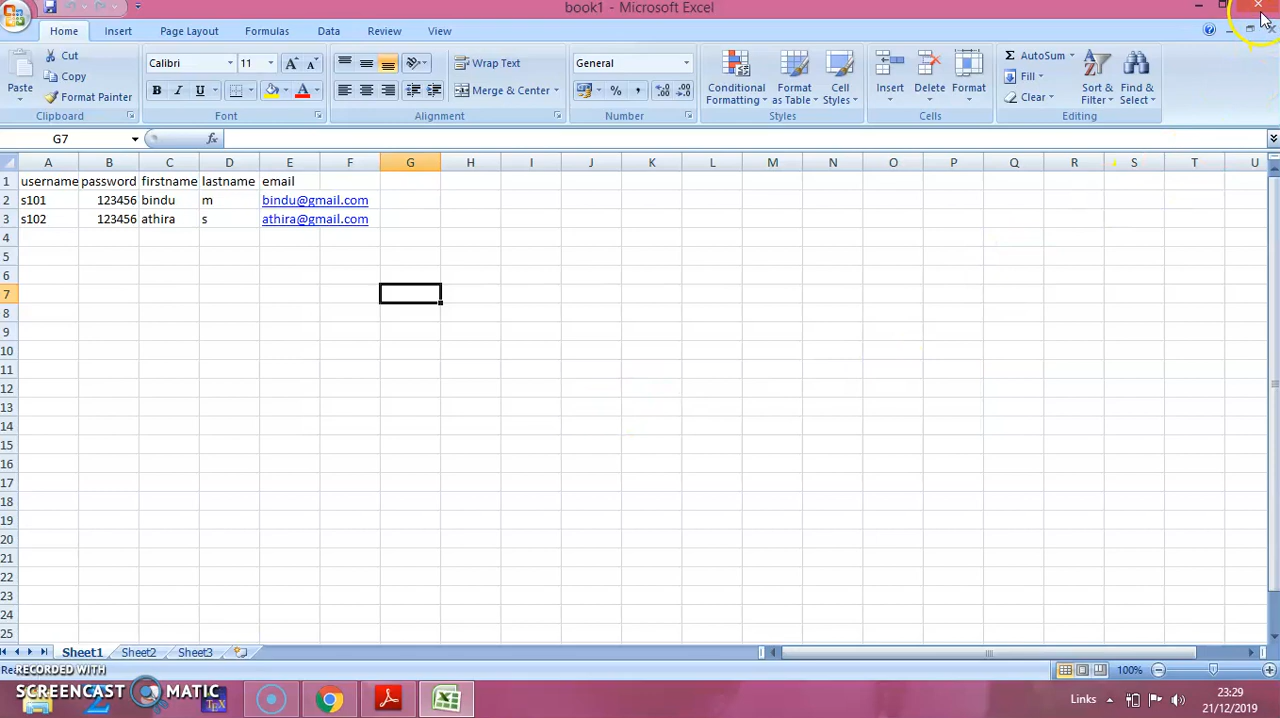 book1 - Microsoft Excel
Home Insert Page Layout Formulas Data Review View
Paste
Cut
Copy
Format Painter
Clipboard
Calibri 11
Font
Wrap Text
Merge & Center
Alignment
General
Number
Conditional Formatting
Format as Table
Cell Styles
Styles
Insert Delete Format
Cells
AutoSum
Fill
Clear
Sort & Filter
Find & Select
Editing
G7
A B C D E F G H I J K L M N O P Q R S T U
1 username password firstname lastname email
2 s101 123456 bindu m bindu@gmail.com
3 s102 123456 athira s athira@gmail.com
4
5
6
7
8
9
10
11
12
13
14
15
16
17
18
19
20
21
22
23
24
25
Sheet1 Sheet2 Sheet3
100%
RECORDED WITH
SCREENCAST MATIC
Links
23:29
21/12/2019